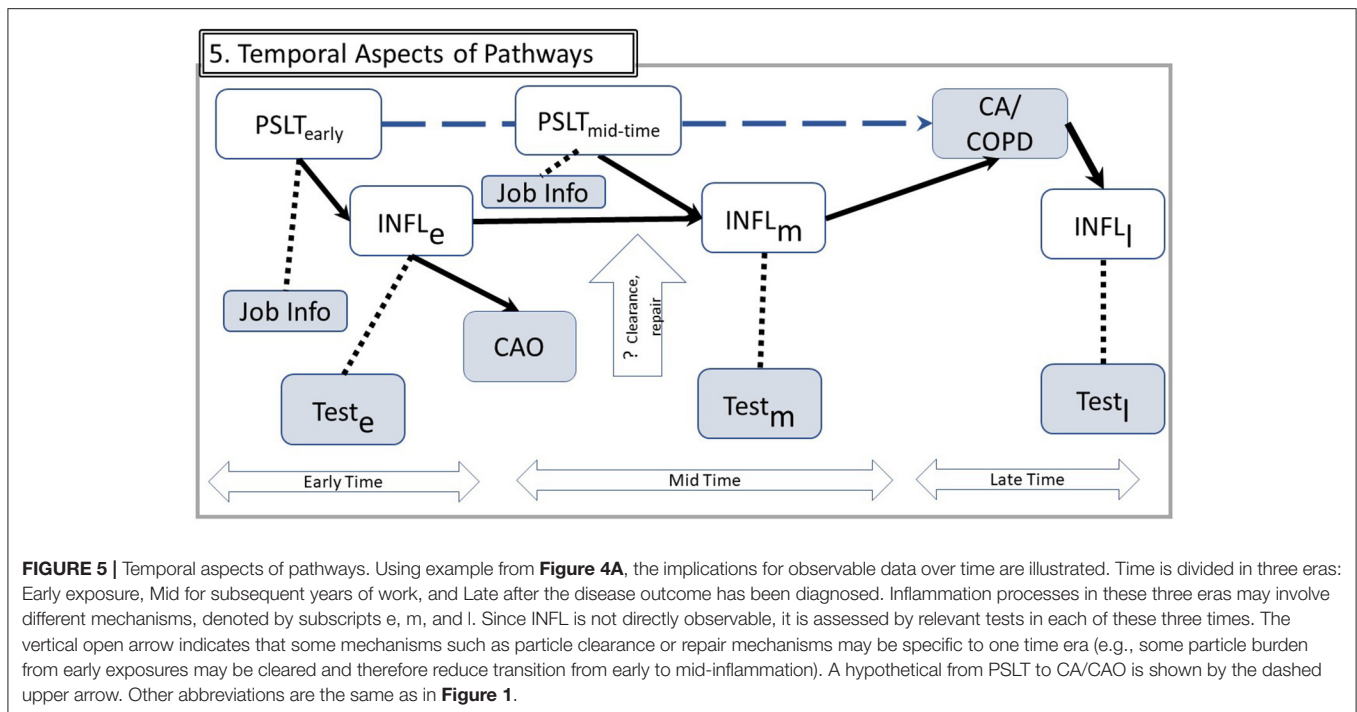 5. Temporal Aspects of Pathways
PSLTearly
PSLTmid-time
CA/
COPD
Job Info
INFLe
INFLm
INFLl
Job Info
CAO
? Clearance,
repair
Teste
Testm
Testl
Early Time
Mid Time
Late Time
FIGURE 5 | Temporal aspects of pathways. Using example from Figure 4A, the implications for observable data over time are illustrated. Time is divided in three eras:
Early exposure, Mid for subsequent years of work, and Late after the disease outcome has been diagnosed. Inflammation processes in these three eras may involve
different mechanisms, denoted by subscripts e, m, and l. Since INFL is not directly observable, it is assessed by relevant tests in each of these three times. The
vertical open arrow indicates that some mechanisms such as particle clearance or repair mechanisms may be specific to one time era (e.g., some particle burden
from early exposures may be cleared and therefore reduce transition from early to mid-inflammation). A hypothetical from PSLT to CA/CAO is shown by the dashed
upper arrow. Other abbreviations are the same as in Figure 1.